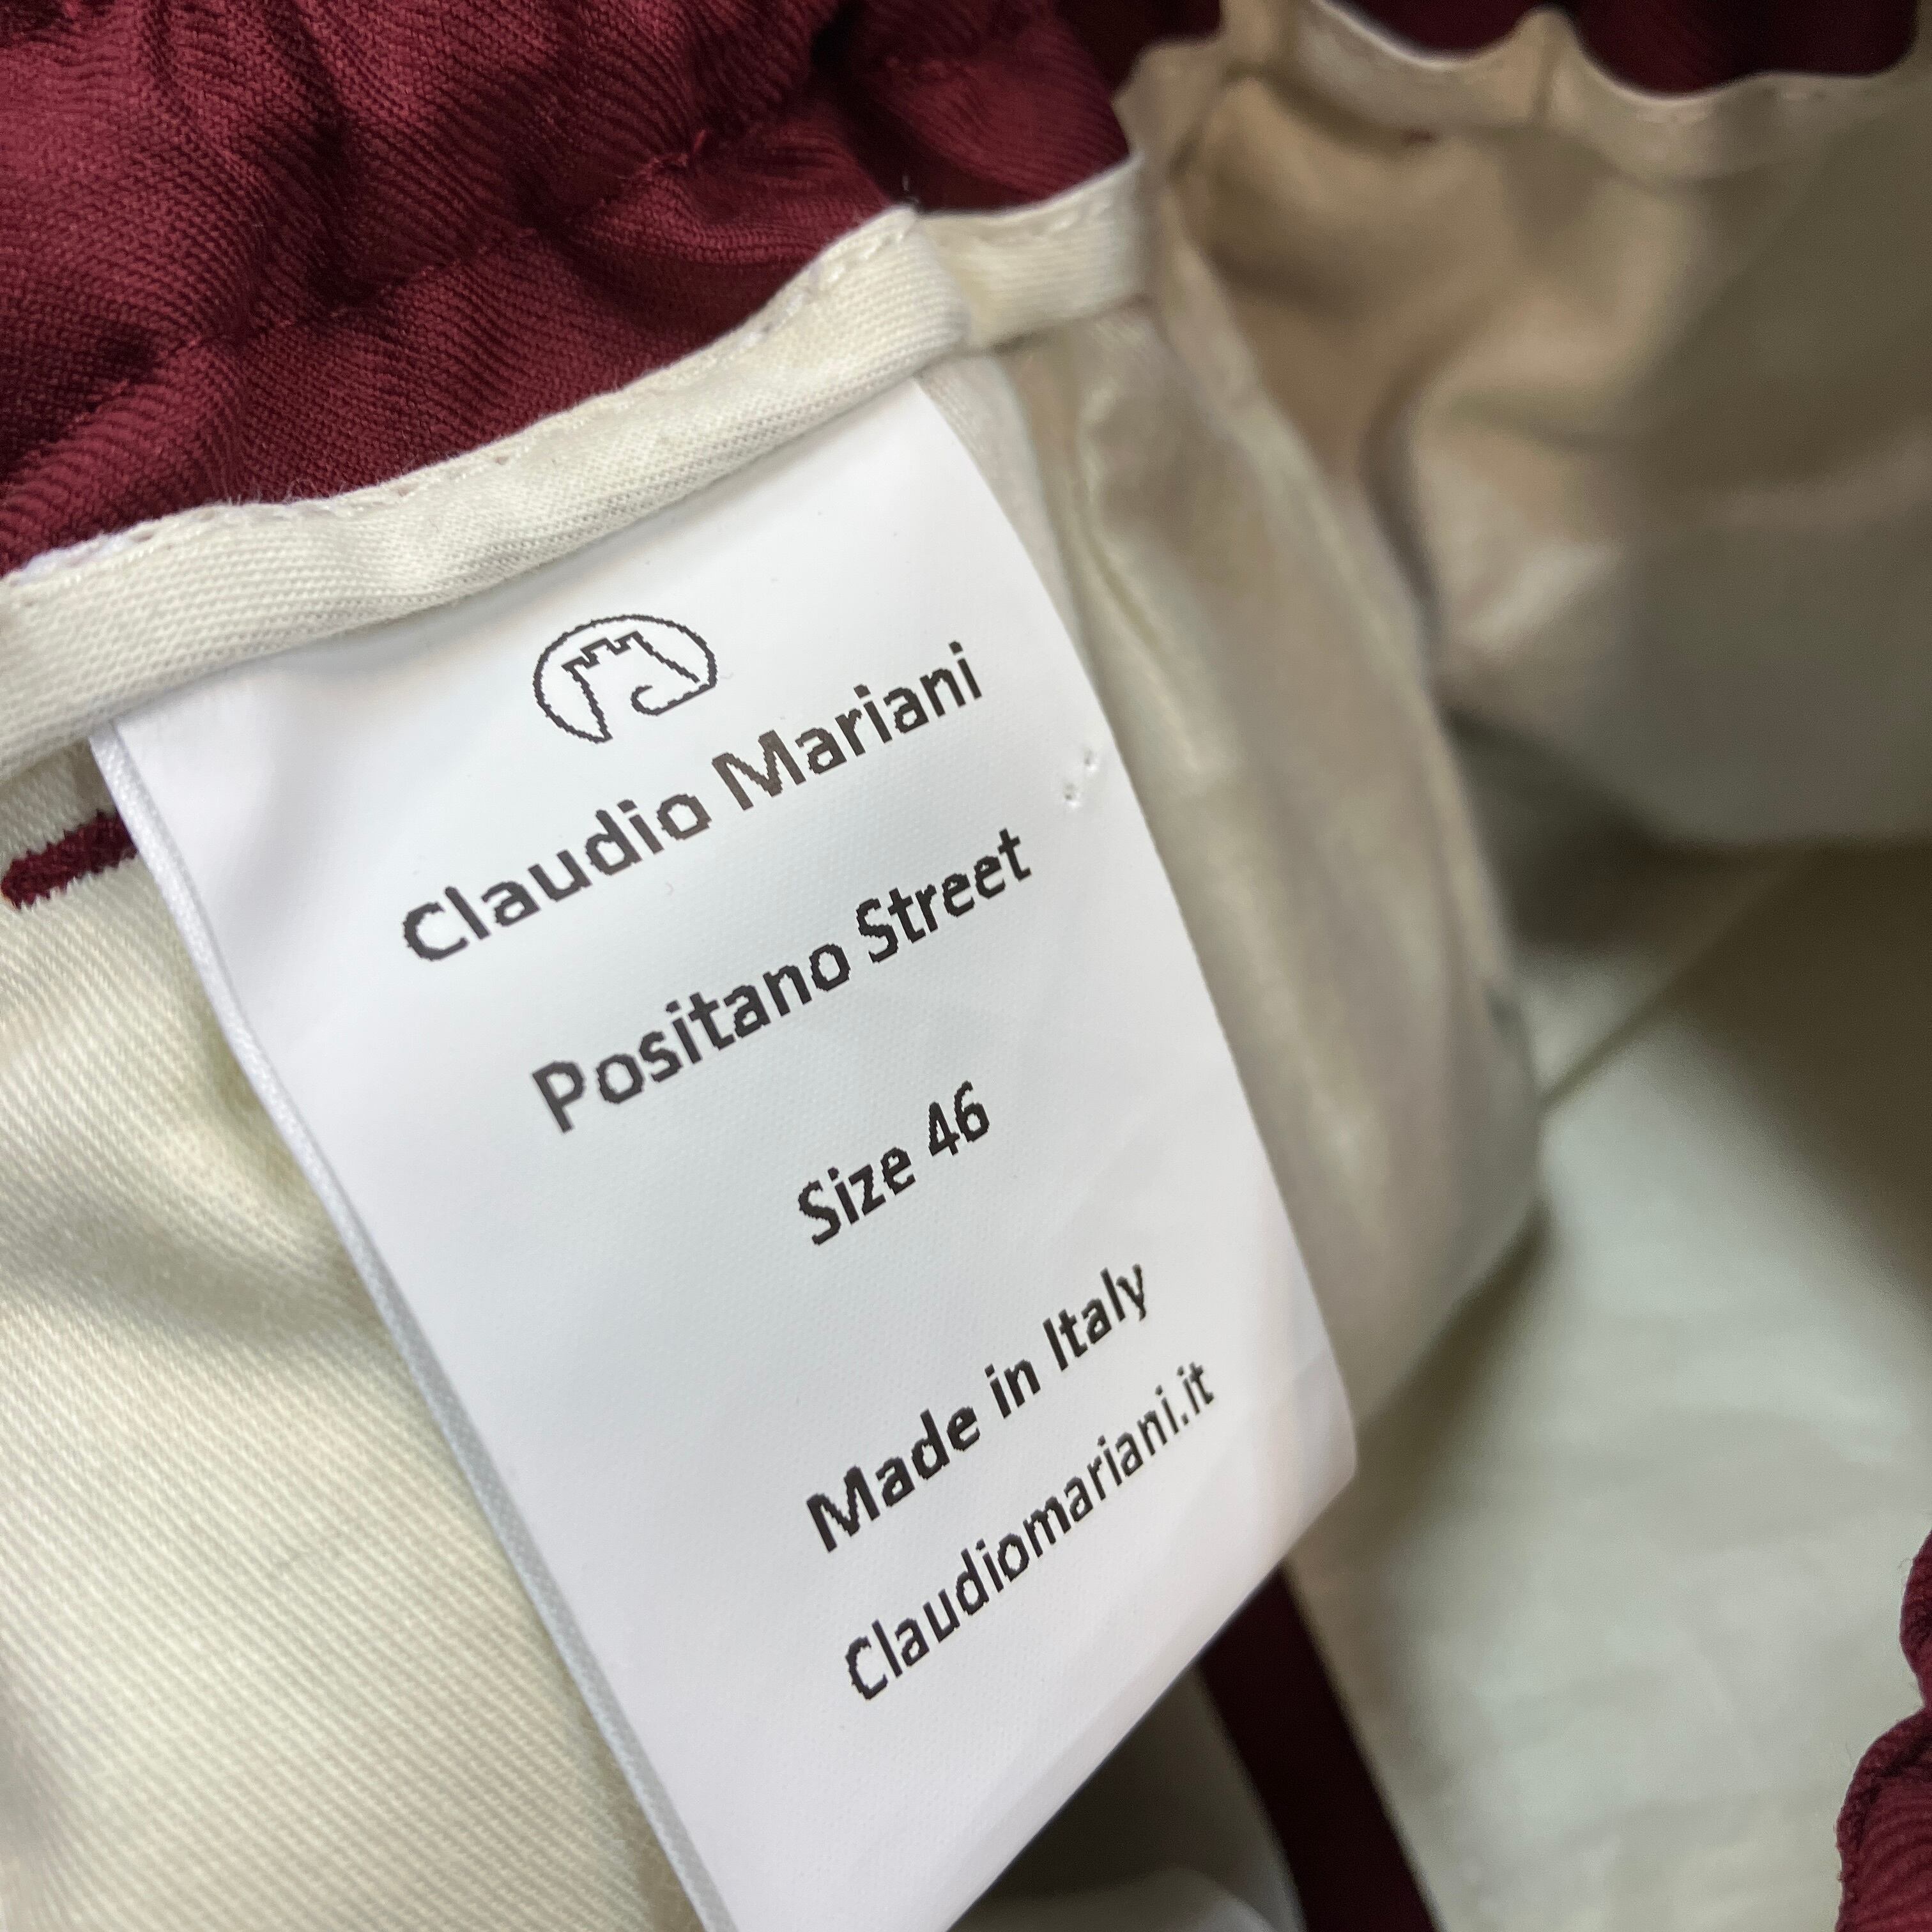 Claudio Mariani
Positano Street
Size 46
Made in Italy
Claudiomariani.it